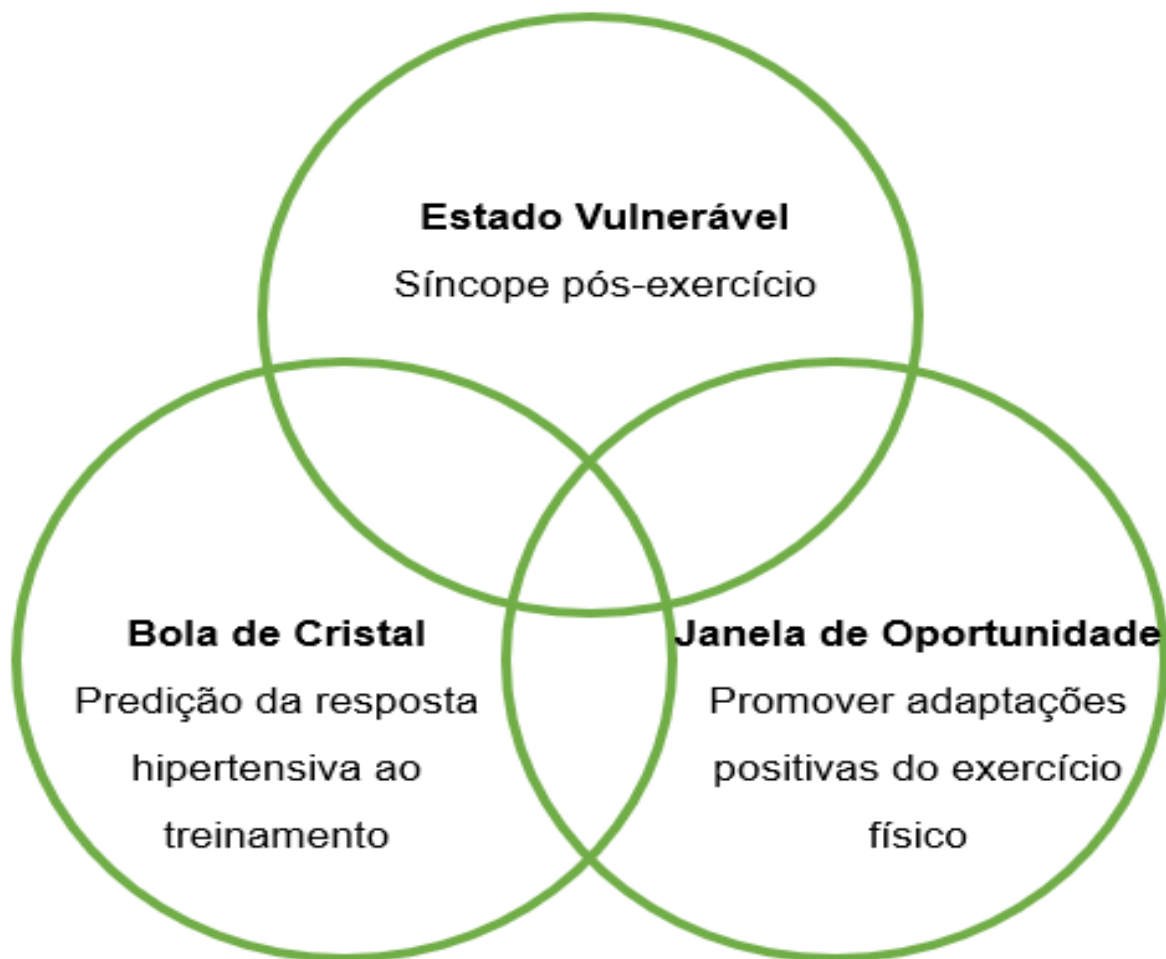 Estado Vulnerável
Síncope pós-exercício
Bola de Cristal
Predição da resposta
hipertensiva ao
treinamento
Janela de Oportunidade
Promover adaptações
positivas do exercício
físico